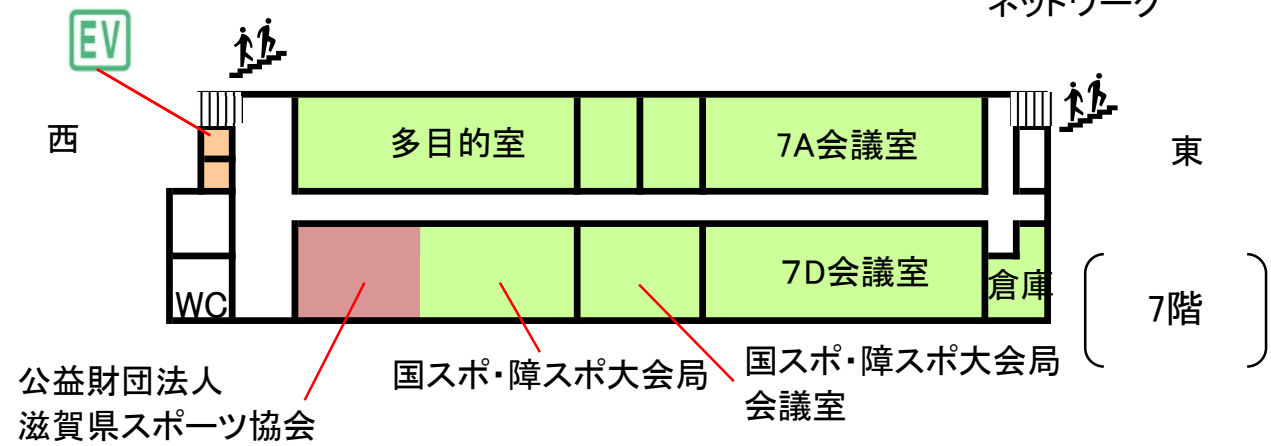 ネットワーク
EV
西
多目的室
7A会議室
東
7D会議室
倉庫
WC
7階
国スポ・障スポ大会局
国スポ・障スポ大会局
会議室
公益財団法人
滋賀県スポーツ協会